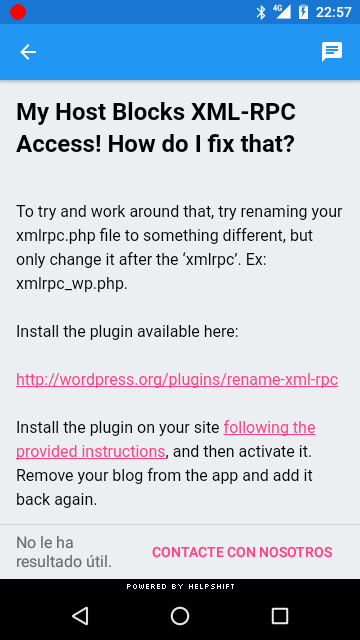 4G 22:57
My Host Blocks XML-RPC
Access! How do I fix that?
To try and work around that, try renaming your
xmlrpc.php file to something different, but
only change it after the ‘xmlrpc’. Ex:
xmlrpc_wp.php.
Install the plugin available here:
http://wordpress.org/plugins/rename-xml-rpc
Install the plugin on your site following the
provided instructions, and then activate it.
Remove your blog from the app and add it
back again.
No le ha
resultado útil.
CONTACTE CON NOSOTROS
POWERED BY HELPSHIFT